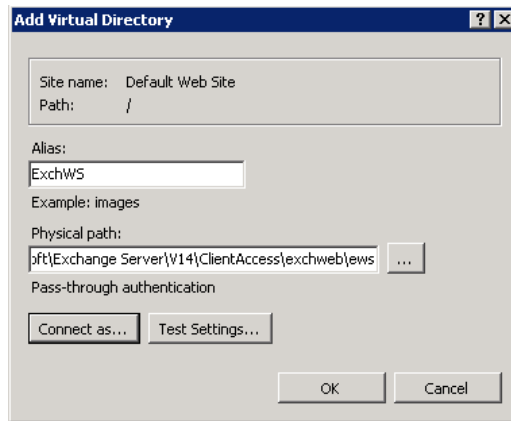 Add Virtual Directory
Site name: Default Web Site
Path: /
Alias:
ExchWS
Example: images
Physical path:
oft\Exchange Server\V14\ClientAccess\exchweb\ews
...
Pass-through authentication
Connect as... Test Settings...
OK Cancel